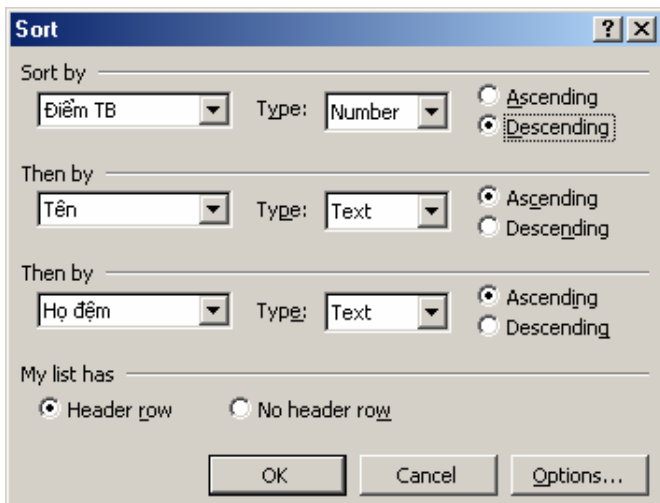 Sort
Sort by
Điểm TB Type: Number Ascending
Descending
Then by
Tên Type: Text Ascending
Descending
Then by
Họ đệm Type: Text Ascending
Descending
My list has
Header row No header row
OK Cancel Options...